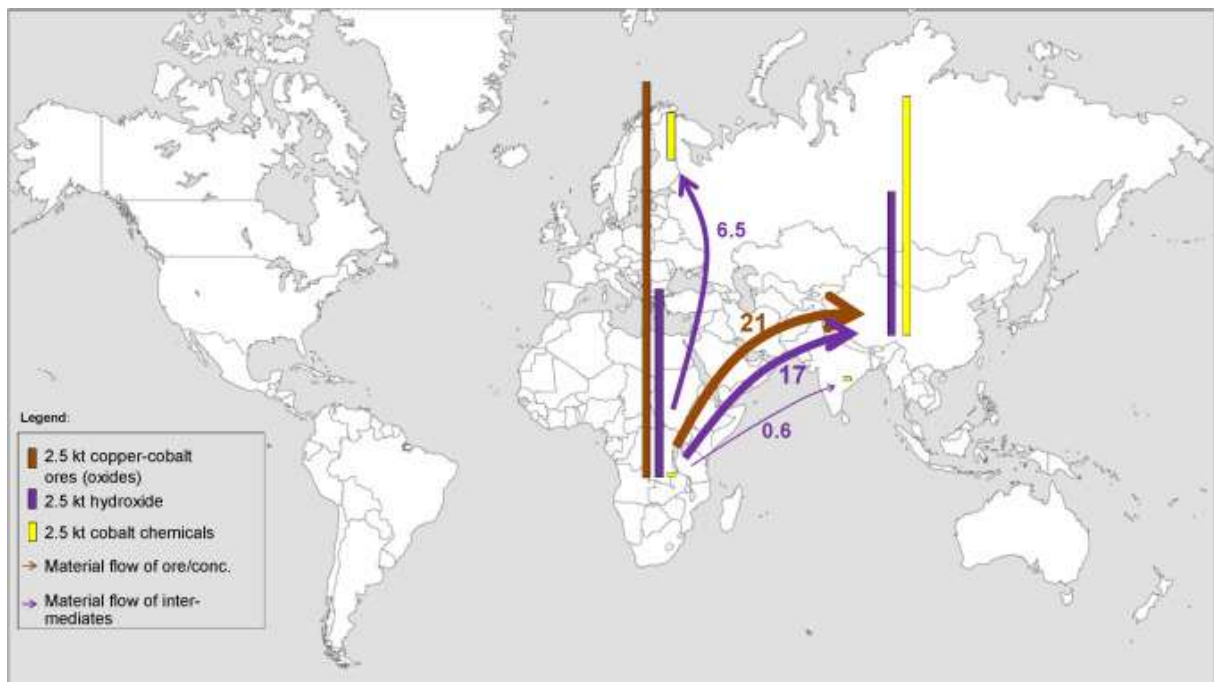 6.5
21
17
0.6
Legend:
2.5 kt copper-cobalt
ores (oxides)
2.5 kt hydroxide
2.5 kt cobalt chemicals
Material flow of ore/conc.
Material flow of inter-
mediates